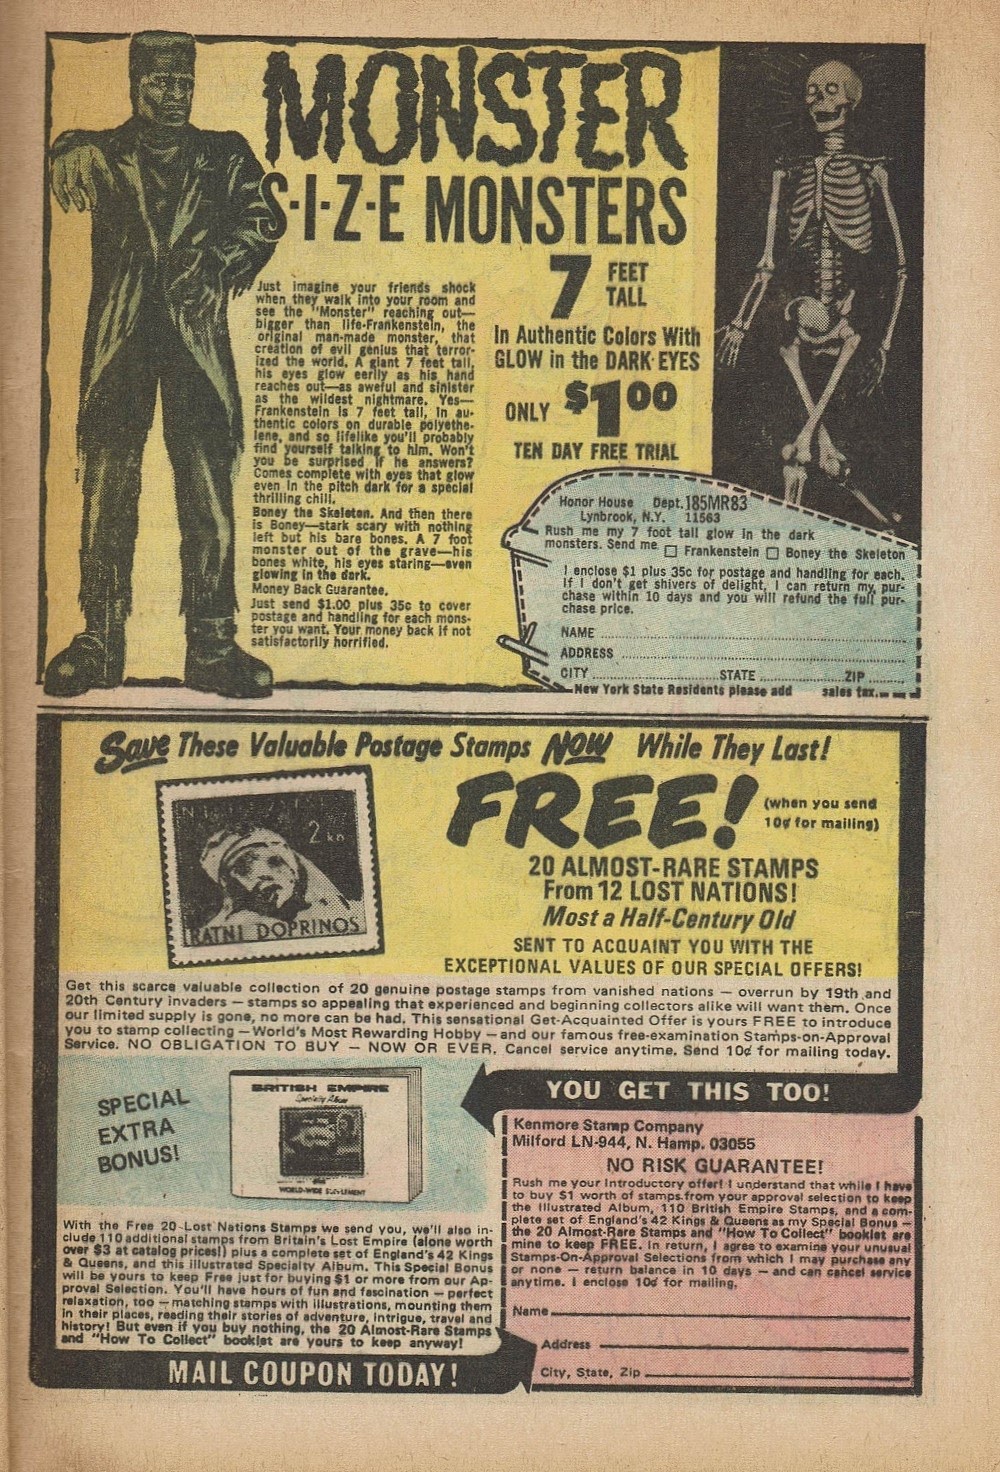 MONSTER
S-I-Z-E MONSTERS
7 FEET
TALL
In Authentic Colors With
GLOW in the DARK EYES
ONLY $1.00
TEN DAY FREE TRIAL
Just imagine your friends shock
when they walk into your room and
see the "Monster" reaching out—
bigger than life-Frankenstein, the
original man-made monster, that
creation of evil genius that terror-
ized the world. A giant 7 feet tall,
his eyes glow eerily as his hand
reaches out—as aweful and sinister
as the wildest nightmare. Yes—
Frankenstein is 7 feet tall, in au-
thentic colors on durable polyethe-
lene, and so lifelike you'll probably
find yourself talking to him. Won't
you be surprised if he answers?
Comes complete with eyes that glow
even in the pitch dark for a special
thrilling chill.
Boney the Skeleton. And then there
is Boney—stark scary with nothing
left but his bare bones. A 7 foot
monster out of the grave—his
bones white, his eyes staring—even
glowing in the dark.
Money Back Guarantee.
Just send $1.00 plus 35c to cover
postage and handling for each mons-
ter you want. Your money back if not
satisfactorily horrified.
Honor House Dept. 185MR83
Lynbrook, N.Y. 11563
Rush me my 7 foot tall glow in the dark
monsters. Send me ☐ Frankenstein ☐ Boney the Skeleton
I enclose $1 plus 35c for postage and handling for each.
If I don't get shivers of delight, I can return my pur-
chase within 10 days and you will refund the full pur-
chase price.
NAME
ADDRESS
CITY STATE ZIP
New York State Residents please add sales tax.
Save These Valuable Postage Stamps NOW While They Last!
2 kn
RATNI DOPRINOS
FREE! (when you send
10¢ for mailing)
20 ALMOST-RARE STAMPS
From 12 LOST NATIONS!
Most a Half-Century Old
SENT TO ACQUAINT YOU WITH THE
EXCEPTIONAL VALUES OF OUR SPECIAL OFFERS!
Get this scarce valuable collection of 20 genuine postage stamps from vanished nations — overrun by 19th and
20th Century invaders — stamps so appealing that experienced and beginning collectors alike will want them. Once
our limited supply is gone, no more can be had. This sensational Get-Acquainted Offer is yours FREE to introduce
you to stamp collecting — World's Most Rewarding Hobby — and our famous free-examination Stamps-on-Approval
Service. NO OBLIGATION TO BUY — NOW OR EVER. Cancel service anytime. Send 10¢ for mailing today.
SPECIAL
EXTRA
BONUS!
BRITISH EMPIRE
Specialty Album
and
WORLD-WIDE SUPPLEMENT
YOU GET THIS TOO!
With the Free 20 Lost Nations Stamps we send you, we'll also in-
clude 110 additional stamps from Britain's Lost Empire (alone worth
over $3 at catalog prices!) plus a complete set of England's 42 Kings
& Queens, and this illustrated Specialty Album. This Special Bonus
will be yours to keep Free just for buying $1 or more from our Ap-
proval Selection. You'll have hours of fun and fascination — perfect
relaxation, too — matching stamps with illustrations, mounting them
in their places, reading their stories of adventure, intrigue, travel and
history! But even if you buy nothing, the 20 Almost-Rare Stamps
and "How To Collect" booklet are yours to keep anyway!
MAIL COUPON TODAY!
Kenmore Stamp Company
Milford LN-944, N. Hamp. 03055
NO RISK GUARANTEE!
Rush me your Introductory offer! I understand that while I have
to buy $1 worth of stamps from your approval selection to keep
the Illustrated Album, 110 British Empire Stamps, and a com-
plete set of England's 42 Kings & Queens as my Special Bonus —
the 20 Almost-Rare Stamps and "How To Collect" booklet are
mine to keep FREE. In return, I agree to examine your unusual
Stamps-On-Approval Selections from which I may purchase any
or none — return balance in 10 days — and can cancel service
anytime. I enclose 10¢ for mailing.
Name
Address
City, State, Zip